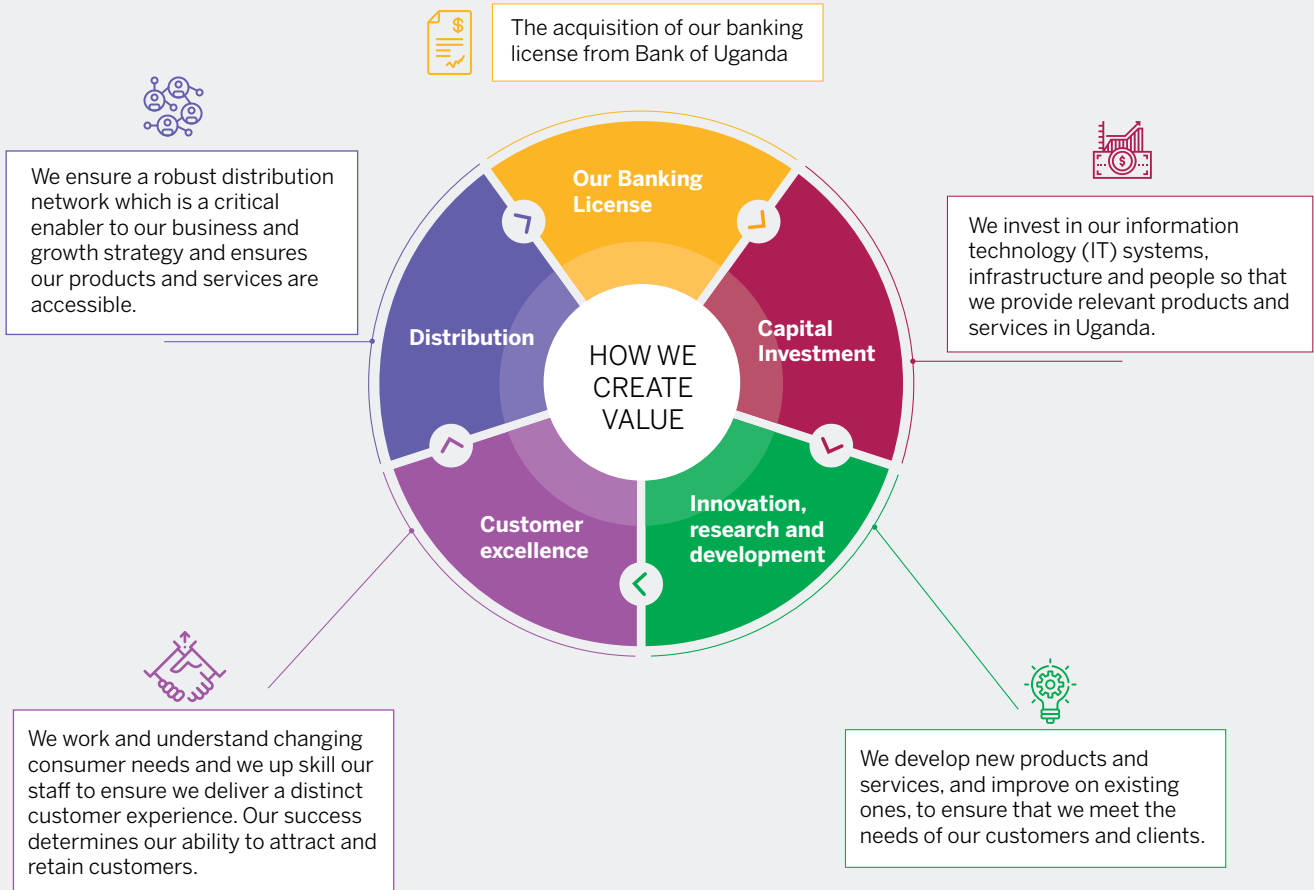 The acquisition of our banking
license from Bank of Uganda
We ensure a robust distribution
network which is a critical
enabler to our business and
growth strategy and ensures
our products and services are
accessible.
Our Banking
License
We invest in our information
technology (IT) systems,
infrastructure and people so that
we provide relevant products and
services in Uganda.
Distribution
HOW WE
CREATE
VALUE
Capital
Investment
Customer
excellence
Innovation,
research and
development
We work and understand changing
consumer needs and we up skill our
staff to ensure we deliver a distinct
customer experience. Our success
determines our ability to attract and
retain customers.
We develop new products and
services, and improve on existing
ones, to ensure that we meet the
needs of our customers and clients.